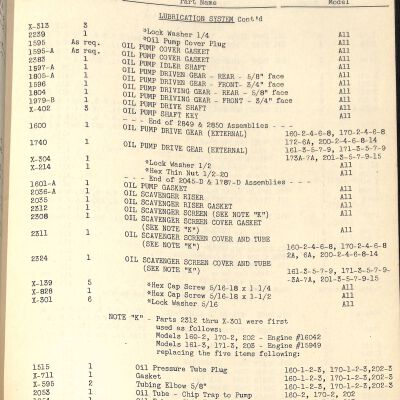 Part Name Model
LUBRICATION SYSTEM Cont'd
X-313 3 *Lock Washer 1/4 All
2239 1 *Oil Pump Cover Plug All
1595 As req. OIL PUMP COVER GASKET All
1595-A As req. OIL PUMP COVER GASKET All
2383 1 OIL PUMP IDLER SHAFT All
1597-A 1 OIL PUMP DRIVEN GEAR - REAR - 5/8" face All
1805-A 1 OIL PUMP DRIVEN GEAR - FRONT- 3/4" face All
1596 1 OIL PUMP DRIVING GEAR - REAR - 5/8" face All
1804 1 OIL PUMP DRIVING GEAR - FRONT - 3/4" face All
1979-B 1 OIL PUMP DRIVE SHAFT All
X-402 3 OIL PUMP SHAFT KEY All
- - - End of 2849 & 2850 Assemblies - - - -
1600 1 OIL PUMP DRIVE GEAR (EXTERNAL) 160-2-4-6-8, 170-2-4-6-8
172-6A, 200-2-4-6-8-14
1740 1 OIL PUMP DRIVE GEAR (EXTERNAL) 161-3-5-7-9, 171-3-5-7-9
173A-7A, 201-3-5-7-9-15
X-304 1 *Lock Washer 1/2 All
X-214 1 *Hex Thin Nut 1/2-20 All
- - - End of 2045-D & 1787-D Assemblies - - - -
1601-A 1 OIL PUMP GASKET All
2036-A 1 OIL SCAVENGER RISER All
2035 1 OIL SCAVENGER RISER GASKET All
2312 1 OIL SCAVENGER SCREEN (SEE NOTE "K") All
2308 1 OIL SCAVENGER SCREEN COVER GASKET
(SEE NOTE "K") All
2311 1 OIL SCAVENGER SCREEN COVER AND TUBE
(SEE NOTE "K") 160-2-4-6-8, 170-2-4-6-8
2A, 6A, 200-2-4-6-8-14
2324 1 OIL SCAVENGER SCREEN COVER AND TUBE
(SEE NOTE "K") 161-3-5-7-9, 171-3-5-7-9-
-3A-7A, 201-3-5-7-9-15
X-139 5 *Hex Cap Screw 5/16-18 x 1-1/4 All
X-828 1 *Hex Cap Screw 5/16-18 x 1-1/2 All
X-301 6 *Lock Washer 5/16 All
NOTE "K" - Parts 2312 thru X-301 were first
used as follows:
Models 160-2, 170-2, 202 - Engine #16042
Models 161-3, 171-3, 203 - Engine #15949
replacing the five items following:
1515 1 Oil Pressure Tube Plug 160-1-2-3, 170-1-2-3,202-3
X-711 1 Gasket 160-1-2-3, 170-1-2-3,202-3
X-595 2 Tubing Elbow 5/8" 160-1-2-3, 170-1-2-3,202-3
2053 1 Oil Tube - Chip Trap to Pump 160-2, 170-2, 202